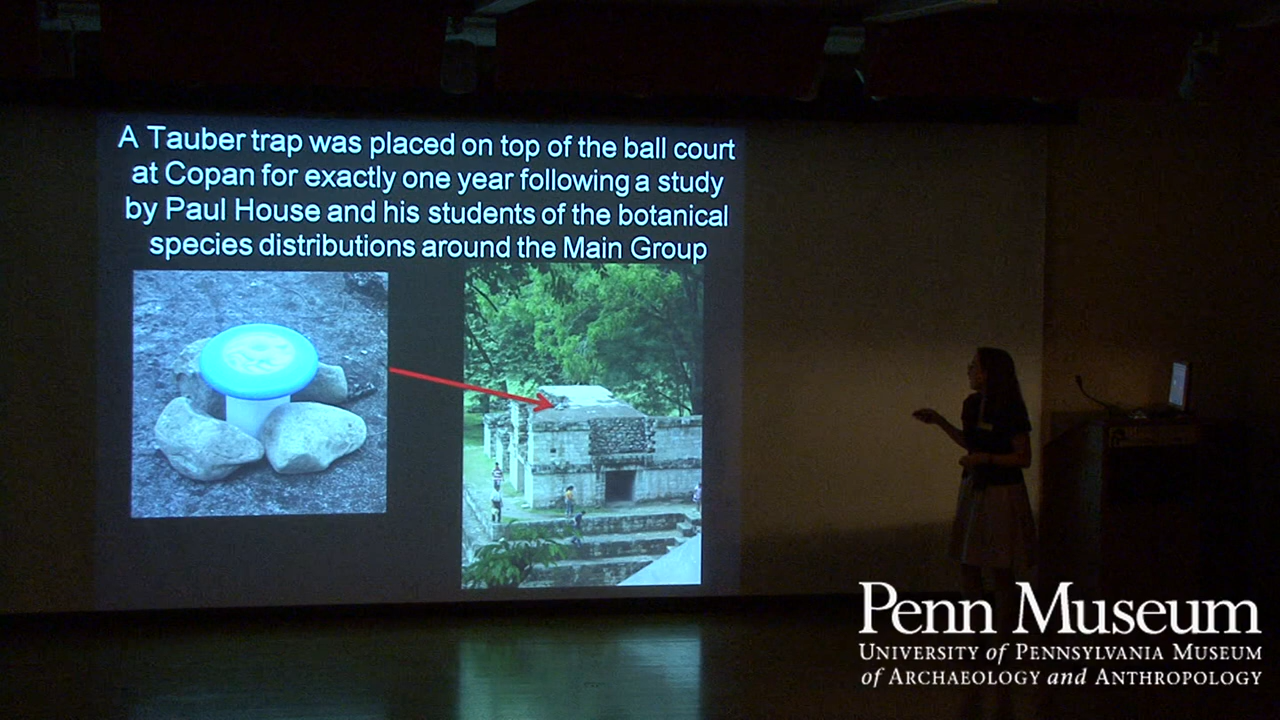 A Tauber trap was placed on top of the ball court
at Copan for exactly one year following a study
by Paul House and his students of the botanical
species distributions around the Main Group
Penn Museum
UNIVERSITY of PENNSYLVANIA MUSEUM
of ARCHAEOLOGY and ANTHROPOLOGY